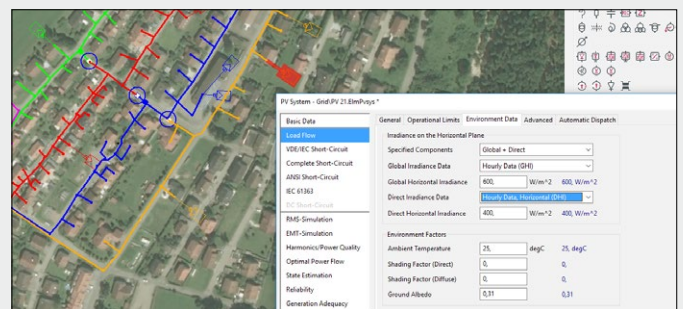 PV System - Grid\PV 21.ElmPvsys *
Basic Data
Load Flow
VDE/IEC Short-Circuit
Complete Short-Circuit
ANSI Short-Circuit
IEC 61363
DC Short-Circuit
RMS-Simulation
EMT-Simulation
Harmonics/Power Quality
Optimal Power Flow
State Estimation
Reliability
Generation Adequacy
General Operational Limits Environment Data Advanced Automatic Dispatch
Irradiance on the Horizontal Plane
Specified Components Global + Direct
Global Irradiance Data Hourly Data (GHI)
Global Horizontal Irradiance 600, W/m^2 600, W/m^2
Direct Irradiance Data Hourly Data, Horizontal (DHI)
Direct Horizontal Irradiance 400, W/m^2 400, W/m^2
Environment Factors
Ambient Temperature 25, degC 25, degC
Shading Factor (Direct) 0, 0,
Shading Factor (Diffuse) 0, 0,
Ground Albedo 0,31 0,31